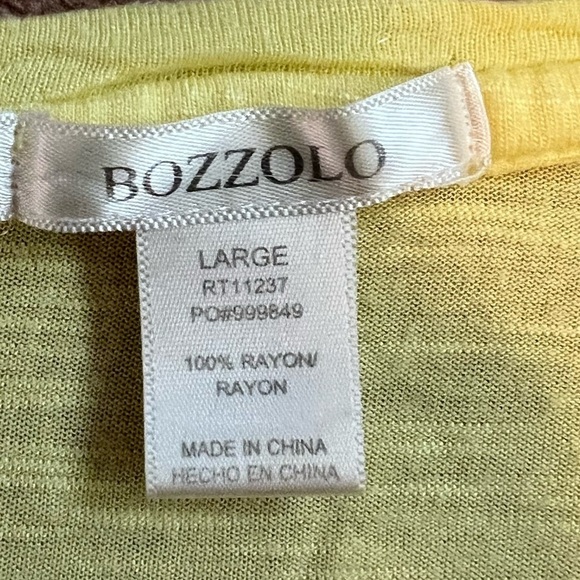 BOZZOLO
LARGE
RT11237
PO#999849
100% RAYON/
RAYON
MADE IN CHINA
HECHO EN CHINA